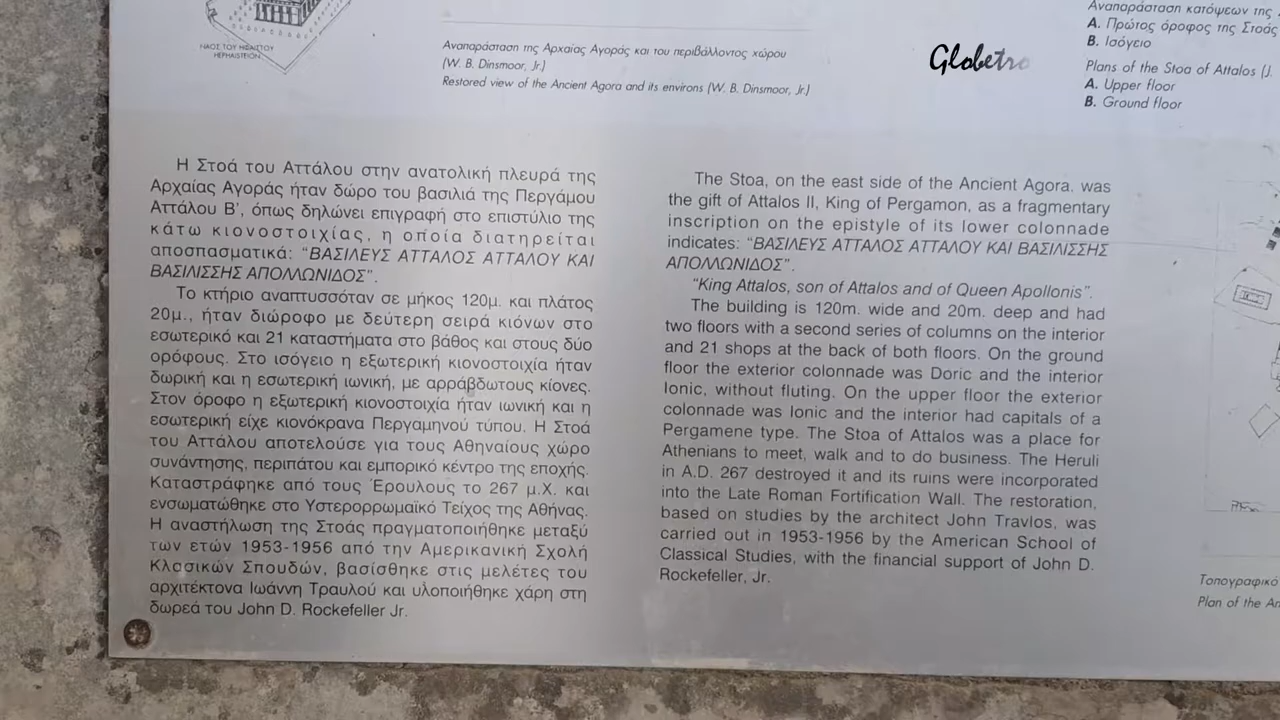 ΝΑΟΣ ΤΟΥ ΗΦΑΙΣΤΟΥ
HEPHAISTEION
Αναπαράσταση της Αρχαίας Αγοράς και του περιβάλλοντος χώρου
(W. B. Dinsmoor, Jr.)
Restored view of the Ancient Agora and its environs (W. B. Dinsmoor, Jr.)
Globetro
Αναπαράσταση κατόψεων της
Α. Πρώτος όροφος της Στοάς
Β. Ισόγειο
Plans of the Stoa of Attalos (J.
A. Upper floor
B. Ground floor
Η Στοά του Αττάλου στην ανατολική πλευρά της
Αρχαίας Αγοράς ήταν δώρο του βασιλιά της Περγάμου
Αττάλου Β', όπως δηλώνει επιγραφή στο επιστύλιο της
κάτω κιονοστοιχίας, η οποία διατηρείται
αποσπασματικά: "ΒΑΣΙΛΕΥΣ ΑΤΤΑΛΟΣ ΑΤΤΑΛΟΥ ΚΑΙ
ΒΑΣΙΛΙΣΣΗΣ ΑΠΟΛΛΩΝΙΔΟΣ".
Το κτήριο αναπτυσσόταν σε μήκος 120μ. και πλάτος
20μ., ήταν διώροφο με δεύτερη σειρά κιόνων στο
εσωτερικό και 21 καταστήματα στο βάθος και στους δύο
ορόφους. Στο ισόγειο η εξωτερική κιονοστοιχία ήταν
δωρική και η εσωτερική ιωνική, με αρράβδωτους κίονες.
Στον όροφο η εξωτερική κιονοστοιχία ήταν ιωνική και η
εσωτερική είχε κιονόκρανα Περγαμηνού τύπου. Η Στοά
του Αττάλου αποτελούσε για τους Αθηναίους χώρο
συνάντησης, περιπάτου και εμπορικό κέντρο της εποχής.
Καταστράφηκε από τους Έρουλους το 267 μ.Χ. και
ενσωματώθηκε στο Υστερορρωμαϊκό Τείχος της Αθήνας.
Η αναστήλωση της Στοάς πραγματοποιήθηκε μεταξύ
των ετών 1953-1956 από την Αμερικανική Σχολή
Κλασικών Σπουδών, βασίσθηκε στις μελέτες του
αρχιτέκτονα Ιωάννη Τραυλού και υλοποιήθηκε χάρη στη
δωρεά του John D. Rockefeller Jr.
The Stoa, on the east side of the Ancient Agora. was
the gift of Attalos II, King of Pergamon, as a fragmentary
inscription on the epistyle of its lower colonnade
indicates: "ΒΑΣΙΛΕΥΣ ΑΤΤΑΛΟΣ ΑΤΤΑΛΟΥ ΚΑΙ ΒΑΣΙΛΙΣΣΗΣ
ΑΠΟΛΛΩΝΙΔΟΣ".
"King Attalos, son of Attalos and of Queen Apollonis".
The building is 120m. wide and 20m. deep and had
two floors with a second series of columns on the interior
and 21 shops at the back of both floors. On the ground
floor the exterior colonnade was Doric and the interior
Ionic, without fluting. On the upper floor the exterior
colonnade was Ionic and the interior had capitals of a
Pergamene type. The Stoa of Attalos was a place for
Athenians to meet, walk and to do business. The Heruli
in A.D. 267 destroyed it and its ruins were incorporated
into the Late Roman Fortification Wall. The restoration,
based on studies by the architect John Travlos, was
carried out in 1953-1956 by the American School of
Classical Studies, with the financial support of John D.
Rockefeller, Jr.
Τοπογραφικό
Plan of the An